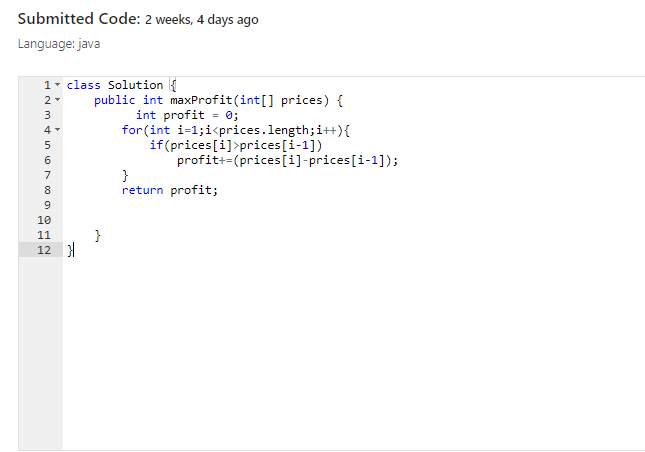 Submitted Code: 2 weeks, 4 days ago
Language: java
1 class Solution {
2     public int maxProfit(int[] prices) {
3           int profit = 0;
4         for(int i=1;i<prices.length;i++){
5             if(prices[i]>prices[i-1])
6                 profit+=(prices[i]-prices[i-1]);
7         }
8         return profit;
9
10
11     }
12 }